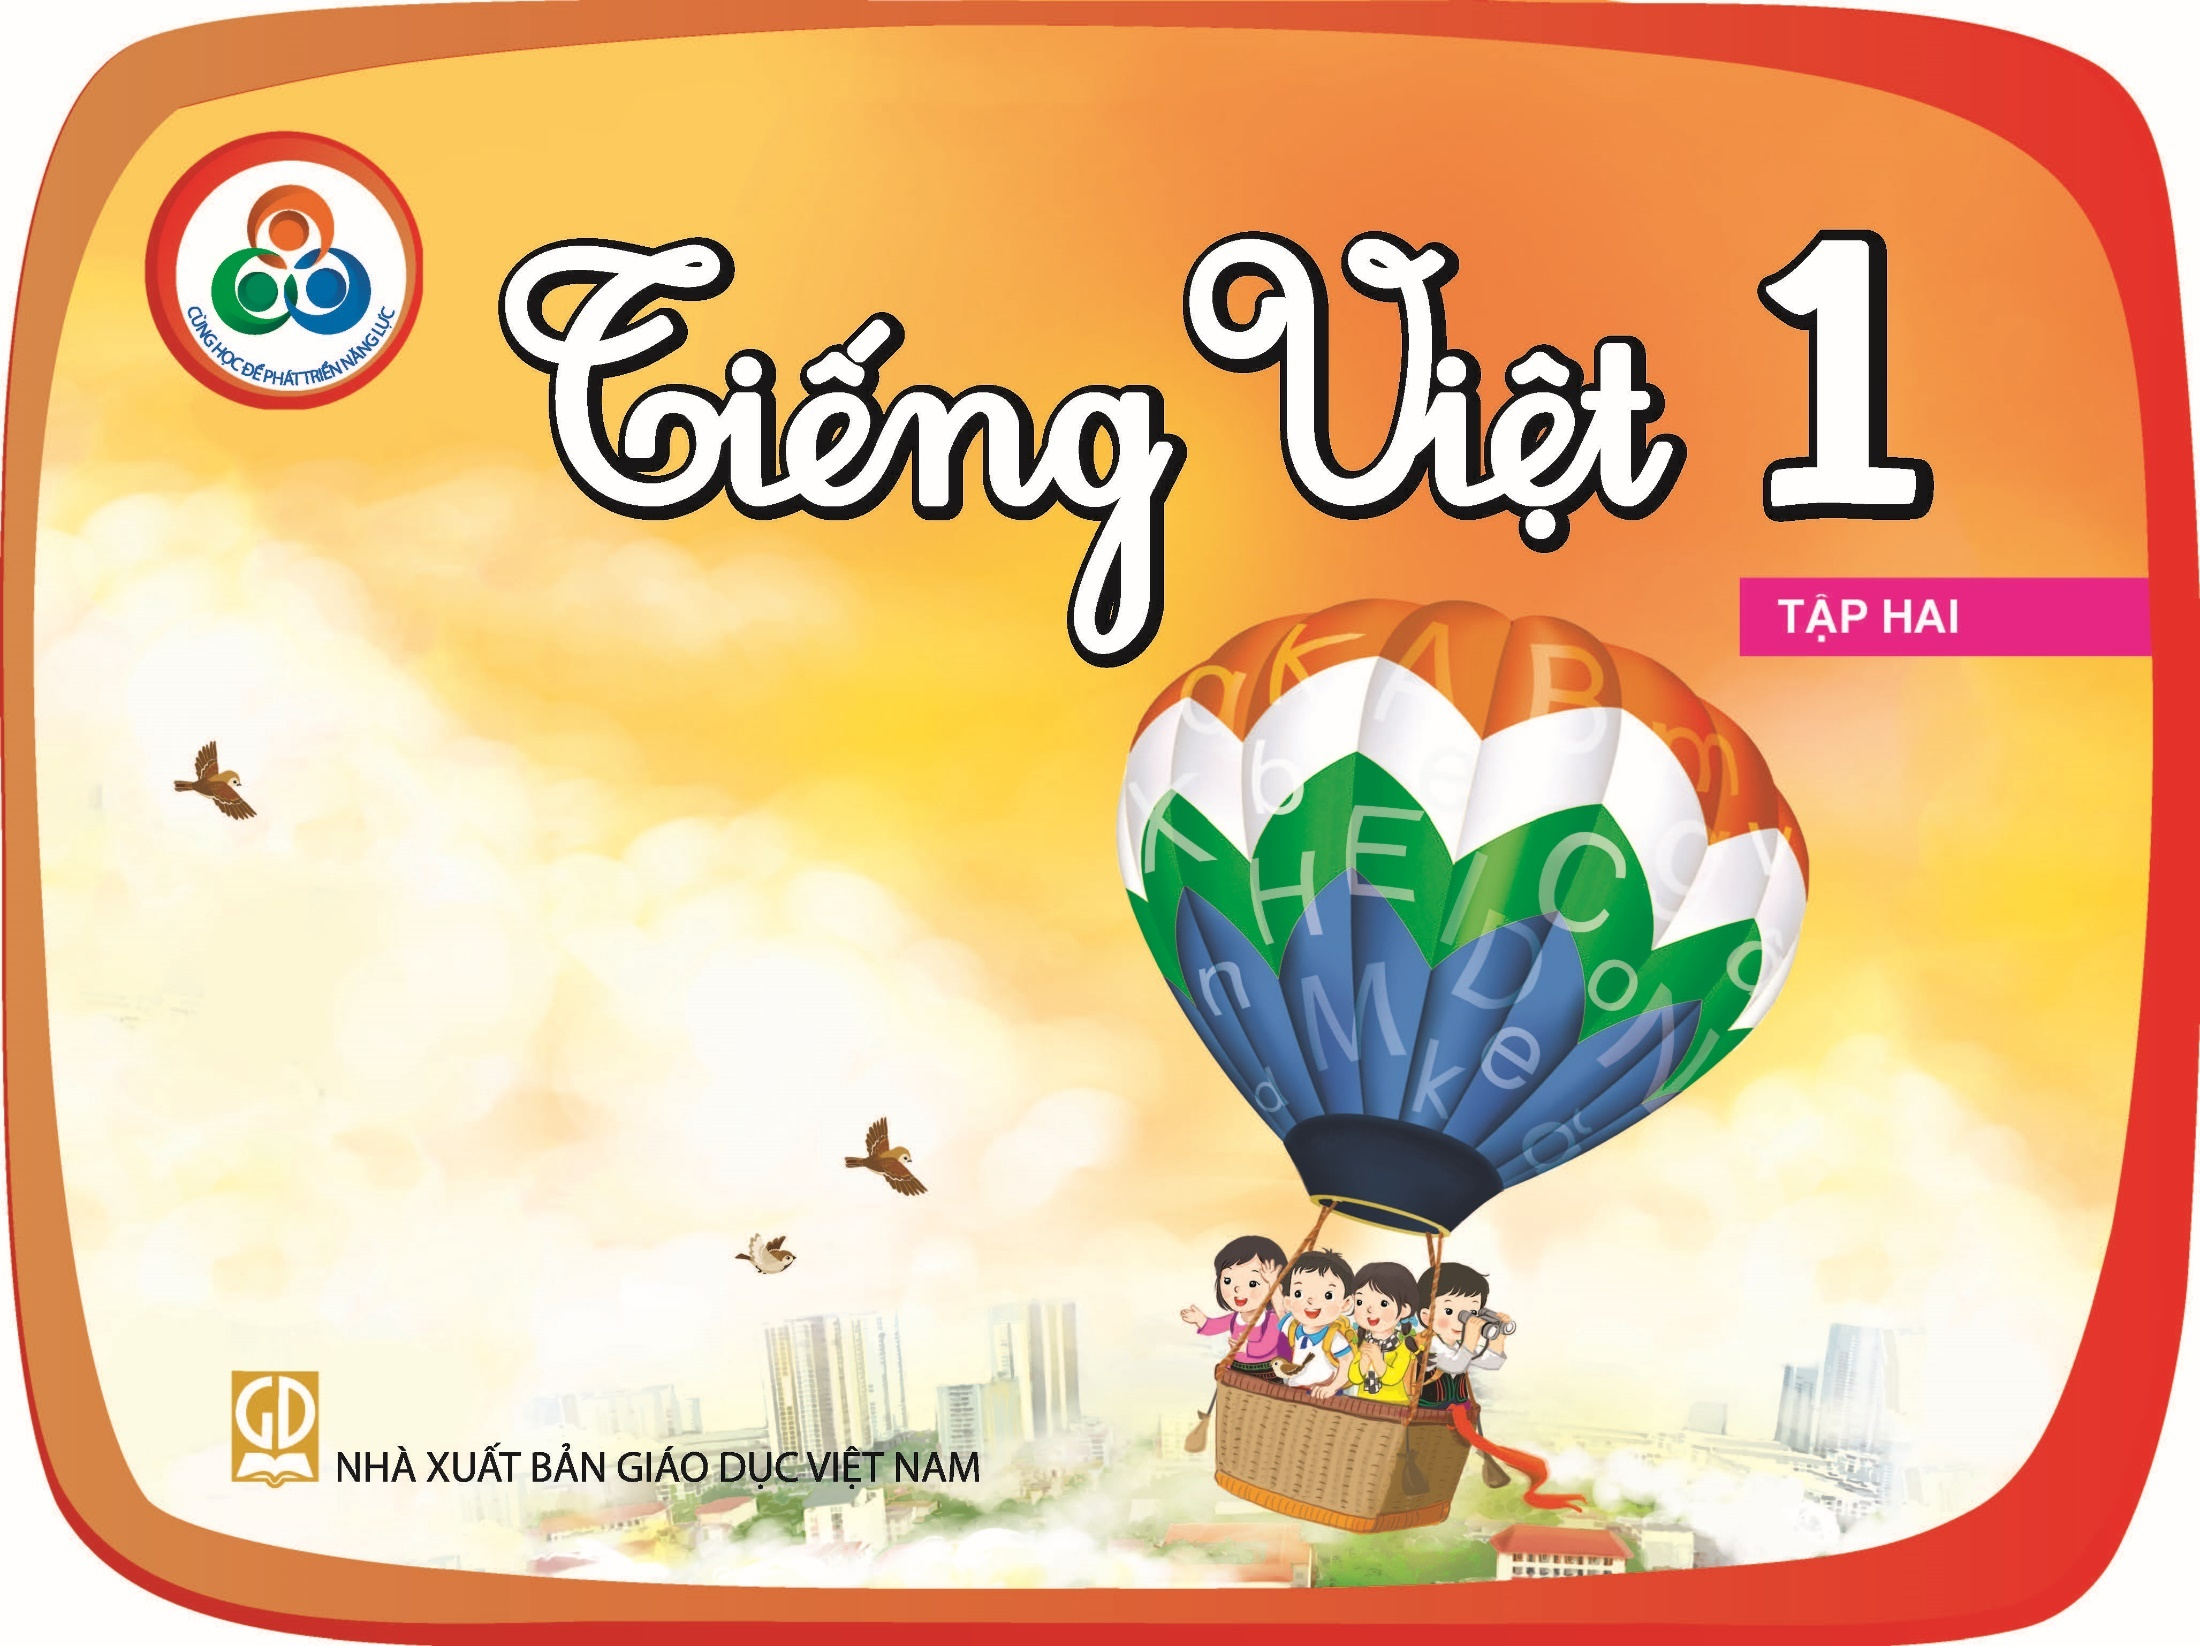 CÙNG HỌC ĐỂ PHÁT TRIỂN NĂNG LỰC
Tiếng Việt 1
TẬP HAI
a K A B m
K b e
H E I C g v
n M D o N g
d k e
GD
NHÀ XUẤT BẢN GIÁO DỤC VIỆT NAM